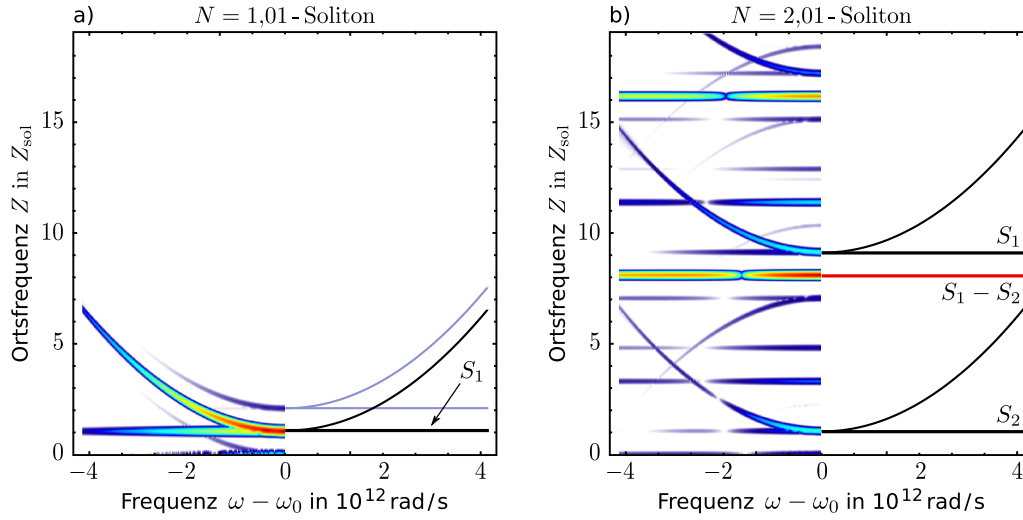 a)
N = 1,01 - Soliton
Ortsfrequenz Z in Z_sol
15
10
5
0
S_1
−4
−2
0
2
4
Frequenz ω − ω_0 in 10^12 rad/s
b)
N = 2,01 - Soliton
Ortsfrequenz Z in Z_sol
15
10
5
0
S_1
S_1 − S_2
S_2
−4
−2
0
2
4
Frequenz ω − ω_0 in 10^12 rad/s